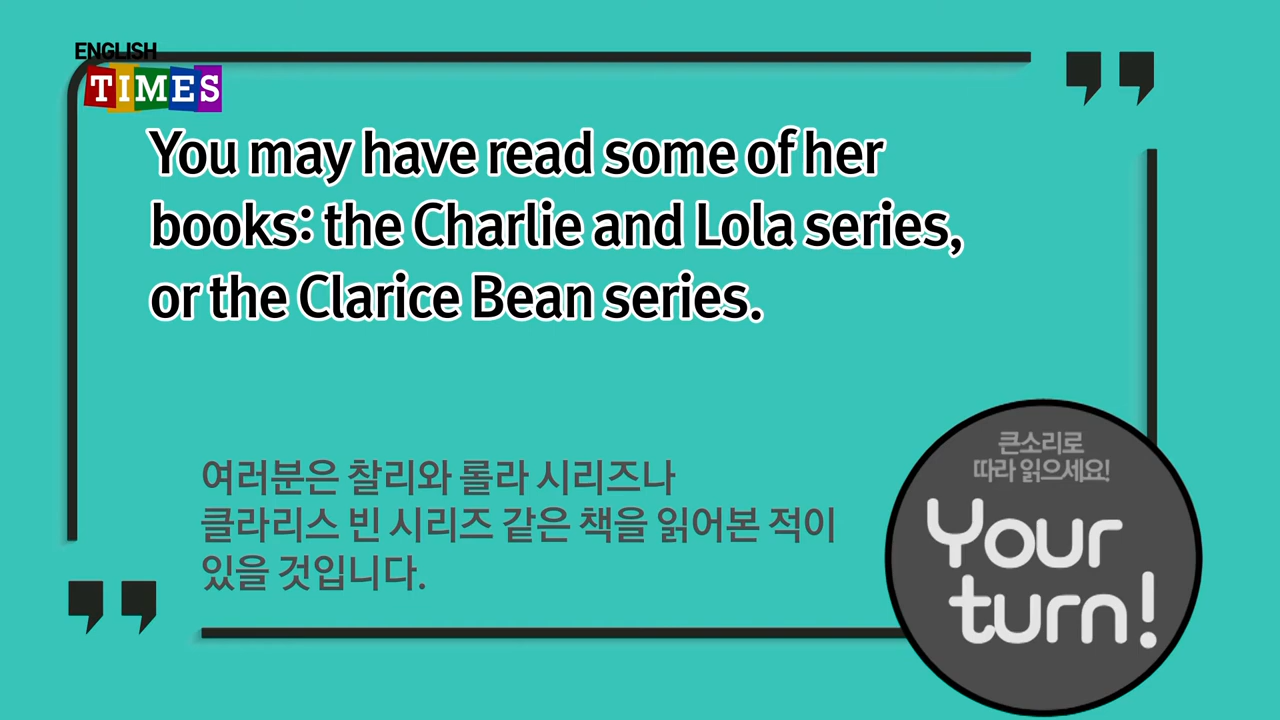 ENGLISH
TIMES
You may have read some of her
books: the Charlie and Lola series,
or the Clarice Bean series.
여러분은 찰리와 롤라 시리즈나
클라리스 빈 시리즈 같은 책을 읽어본 적이
있을 것입니다.
큰소리로
따라 읽으세요!
Your
turn!